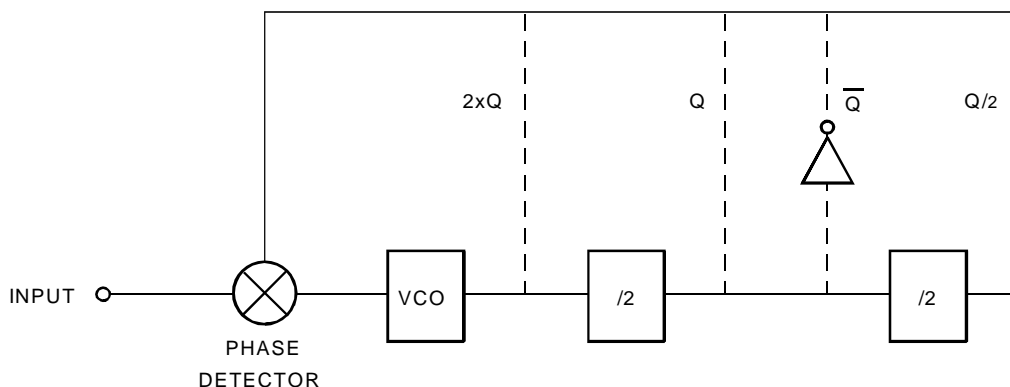 2xQ
Q
Q̅
Q/2
INPUT
VCO
/2
/2
PHASE
DETECTOR